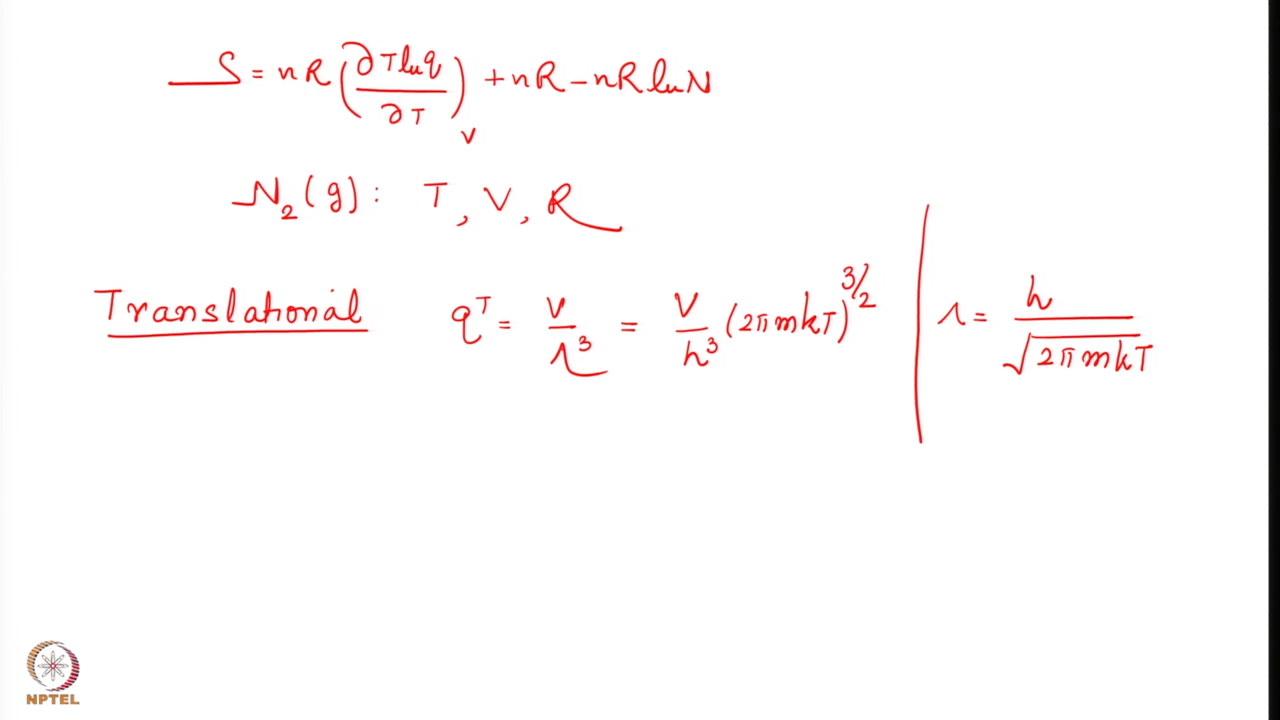 S = nR (∂T ln q / ∂T)_V + nR − nR ln N
N₂(g) : T, V, R
Translational q^T = V/Λ³ = V/h³ (2πmkT)^3/2 | Λ = h/√2πmkT
NPTEL